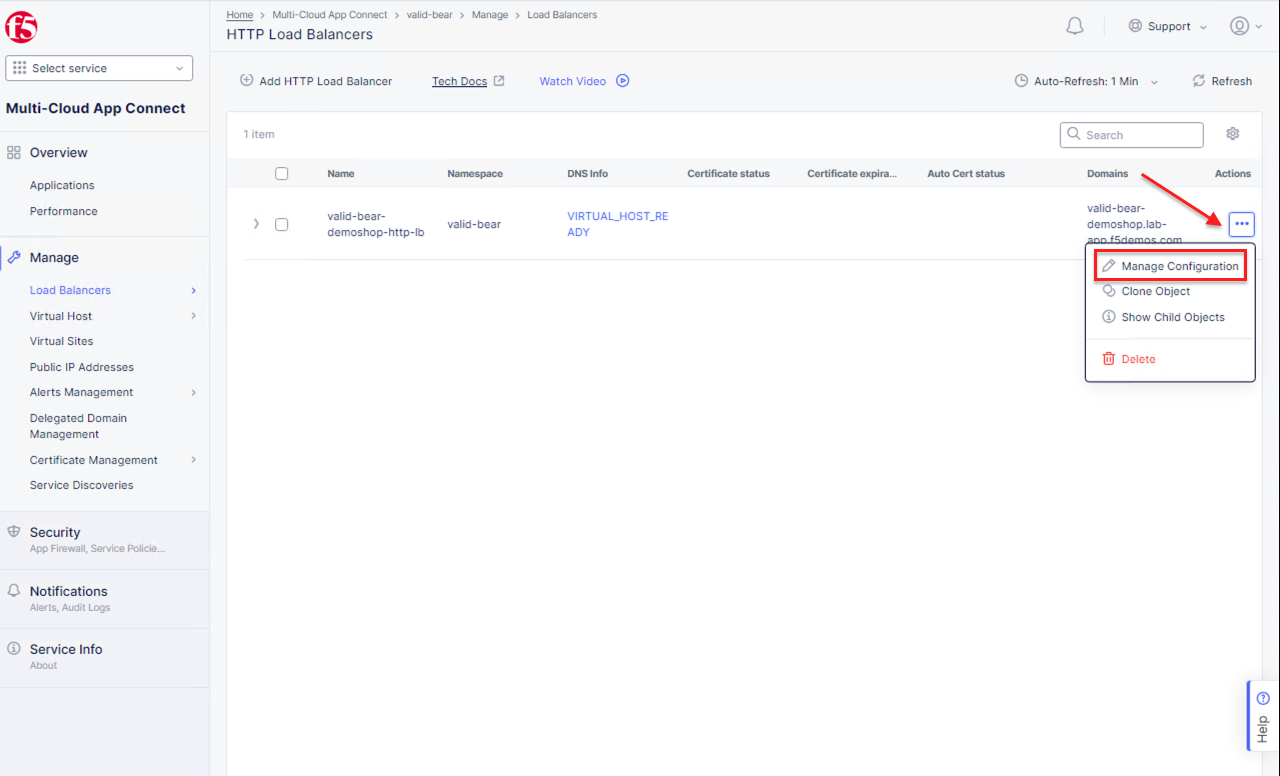 f5
Select service
Multi-Cloud App Connect
Overview
Applications
Performance
Manage
Load Balancers
Virtual Host
Virtual Sites
Public IP Addresses
Alerts Management
Delegated Domain
Management
Certificate Management
Service Discoveries
Security
App Firewall, Service Policie...
Notifications
Alerts, Audit Logs
Service Info
About
Home > Multi-Cloud App Connect > valid-bear > Manage > Load Balancers
HTTP Load Balancers
Support
Add HTTP Load Balancer
Tech Docs
Watch Video
Auto-Refresh: 1 Min
Refresh
1 item
Search
Name Namespace DNS Info Certificate status Certificate expira... Auto Cert status Domains Actions
valid-bear-
demoshop-http-lb
valid-bear
VIRTUAL_HOST_RE
ADY
valid-bear-
demoshop.lab-
app.f5demos.com
Manage Configuration
Clone Object
Show Child Objects
Delete
Help